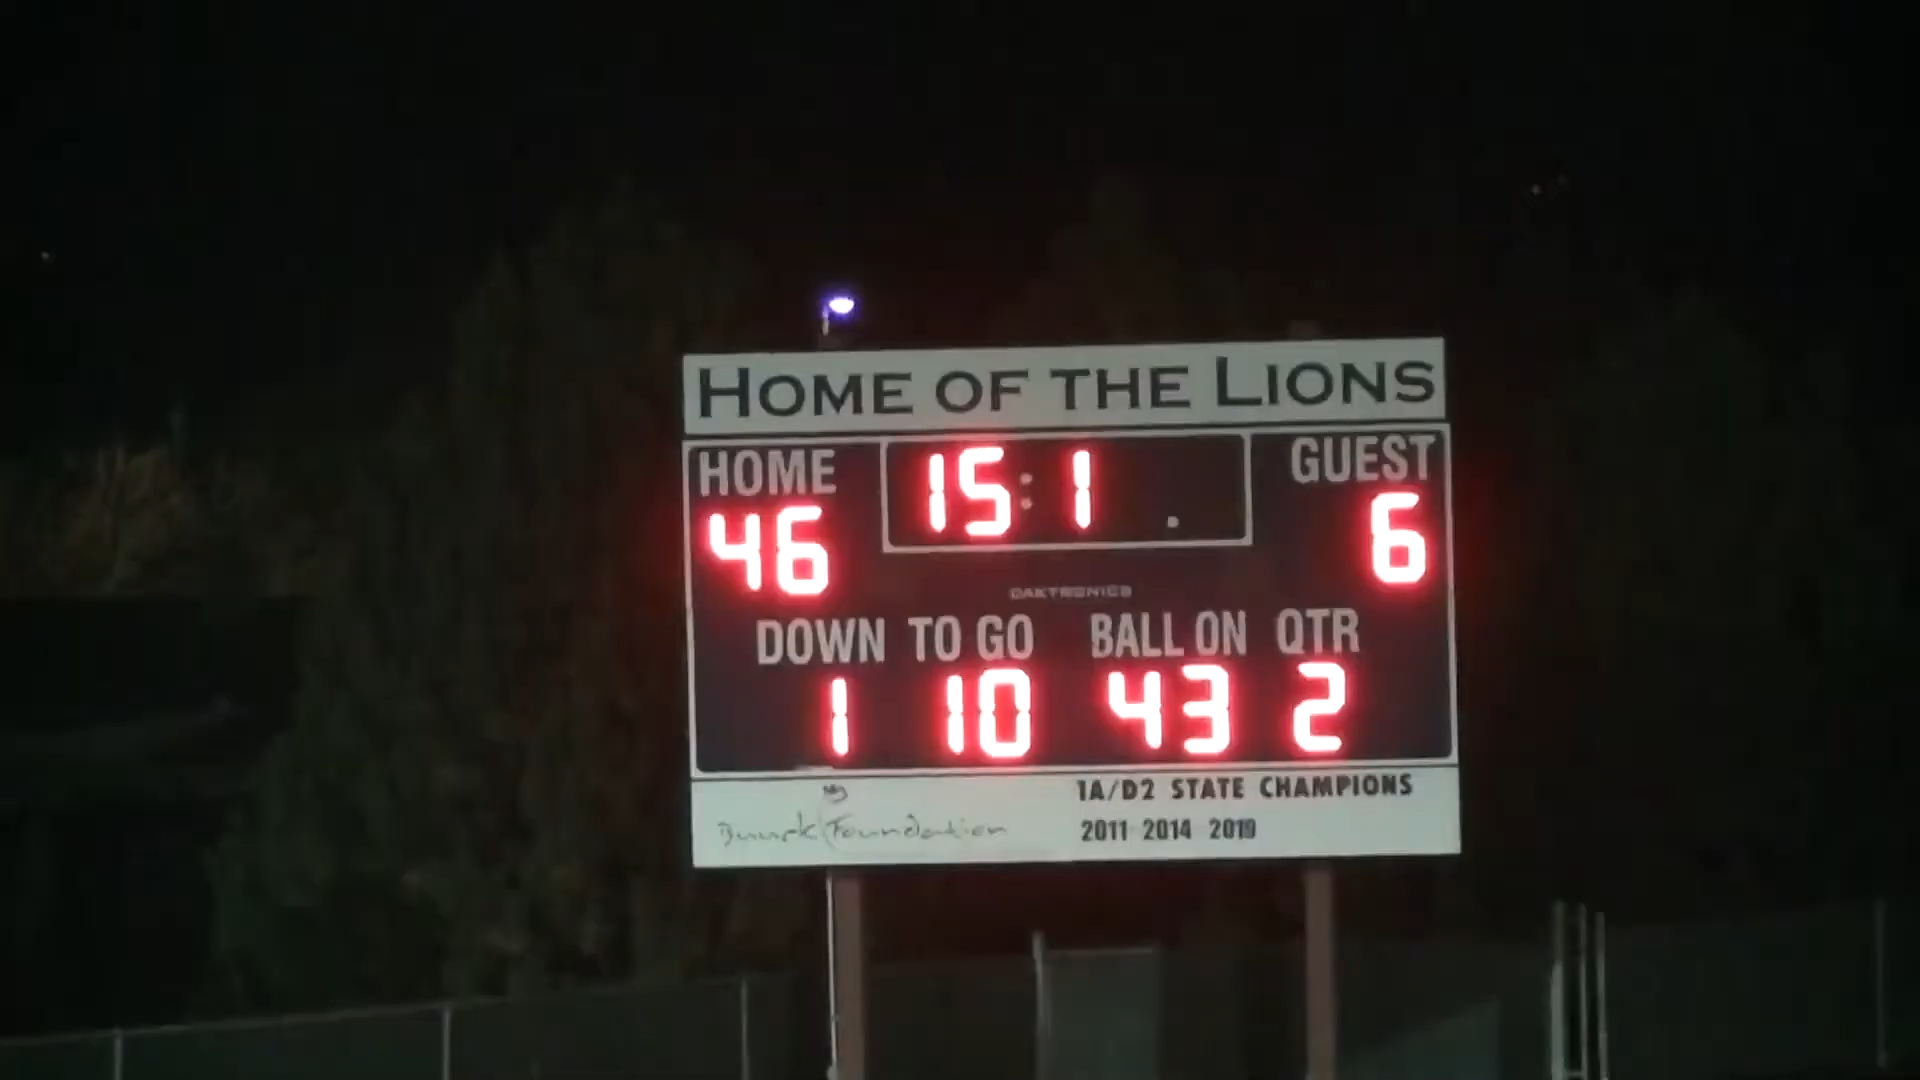 HOME OF THE LIONS
HOME 15:1 . GUEST
46 6
DAKTRONICS
DOWN TO GO BALL ON QTR
1 10 43 2
1A/D2 STATE CHAMPIONS
Foundation 2011 2014 2019